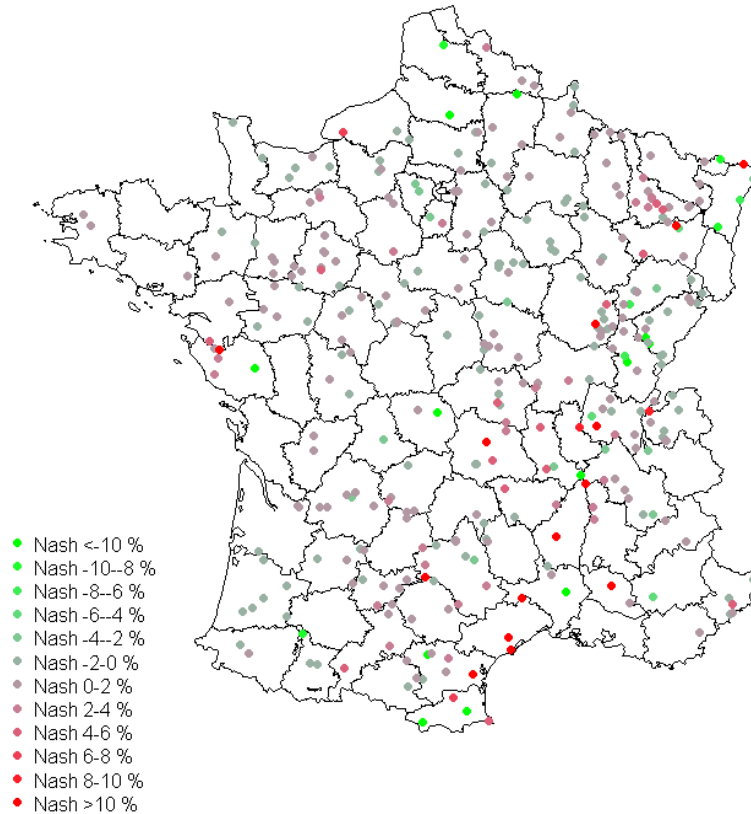 Nash <-10 %
Nash -10--8 %
Nash -8--6 %
Nash -6--4 %
Nash -4--2 %
Nash -2-0 %
Nash 0-2 %
Nash 2-4 %
Nash 4-6 %
Nash 6-8 %
Nash 8-10 %
Nash >10 %